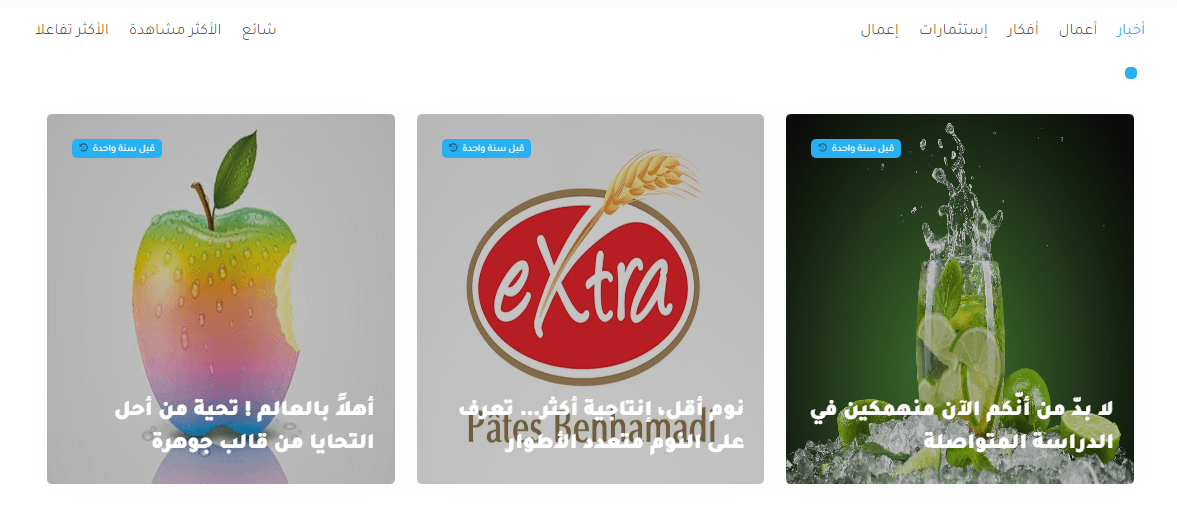 أخبار
أعمال
أفكار
إستثمارات
إعمال
شائع
الأكثر مشاهدة
الأكثر تفاعلا
قبل سنة واحدة
لا بدّ من أنّكم الآن منهمكين في
الدراسة المتواصلة
قبل سنة واحدة
eXtra
Pâtes Benhamadi
نوم أقل، إنتاجية أكثر... تعرف
على النوم متعدد الأطوار
قبل سنة واحدة
أهلاً بالعالم ! تحية من أحل
التحايا من قالب جوهرة